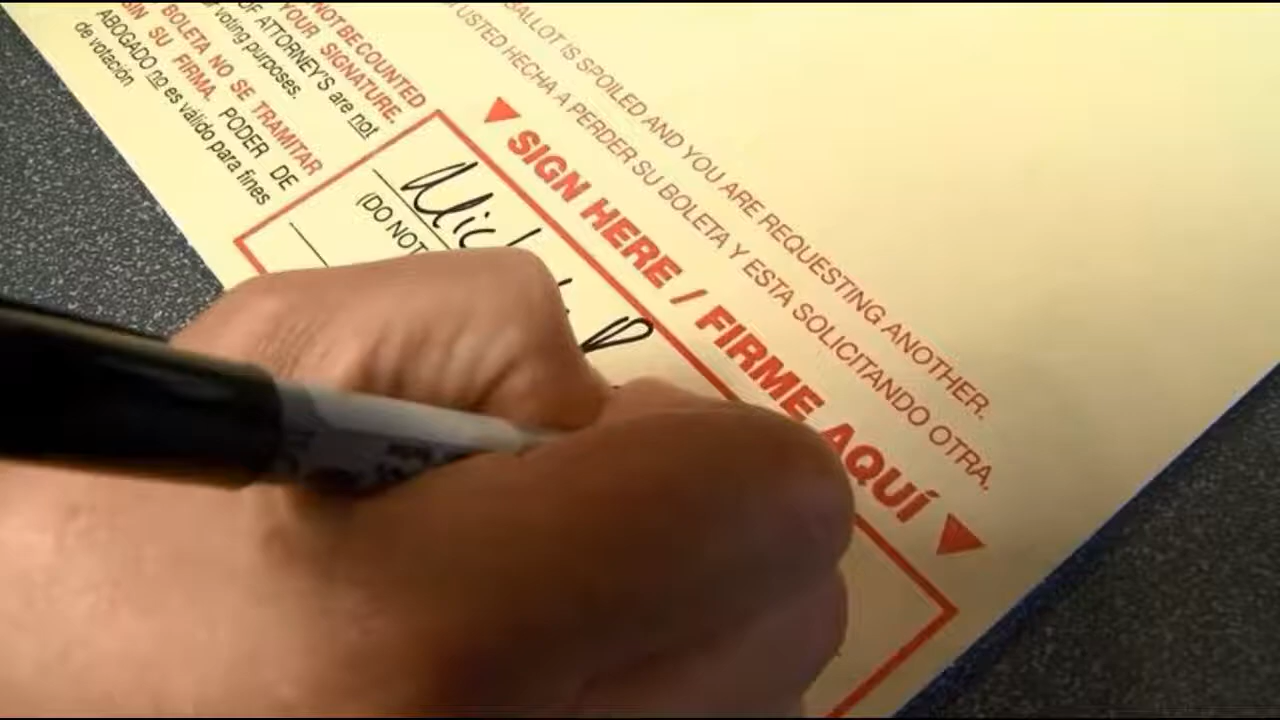 BALLOT IS SPOILED AND YOU ARE REQUESTING ANOTHER.
USTED HECHA A PERDER SU BOLETA Y ESTA SOLICITANDO OTRA.
▼ SIGN HERE / FIRME AQUÍ ▼
NOT BE COUNTED
YOUR SIGNATURE.
OF ATTORNEY'S are not
voting purposes.
BOLETA NO SE TRAMITAR
SIN SU FIRMA. PODER DE
ABOGADO no es válido para fines
de votación
(DO NOT